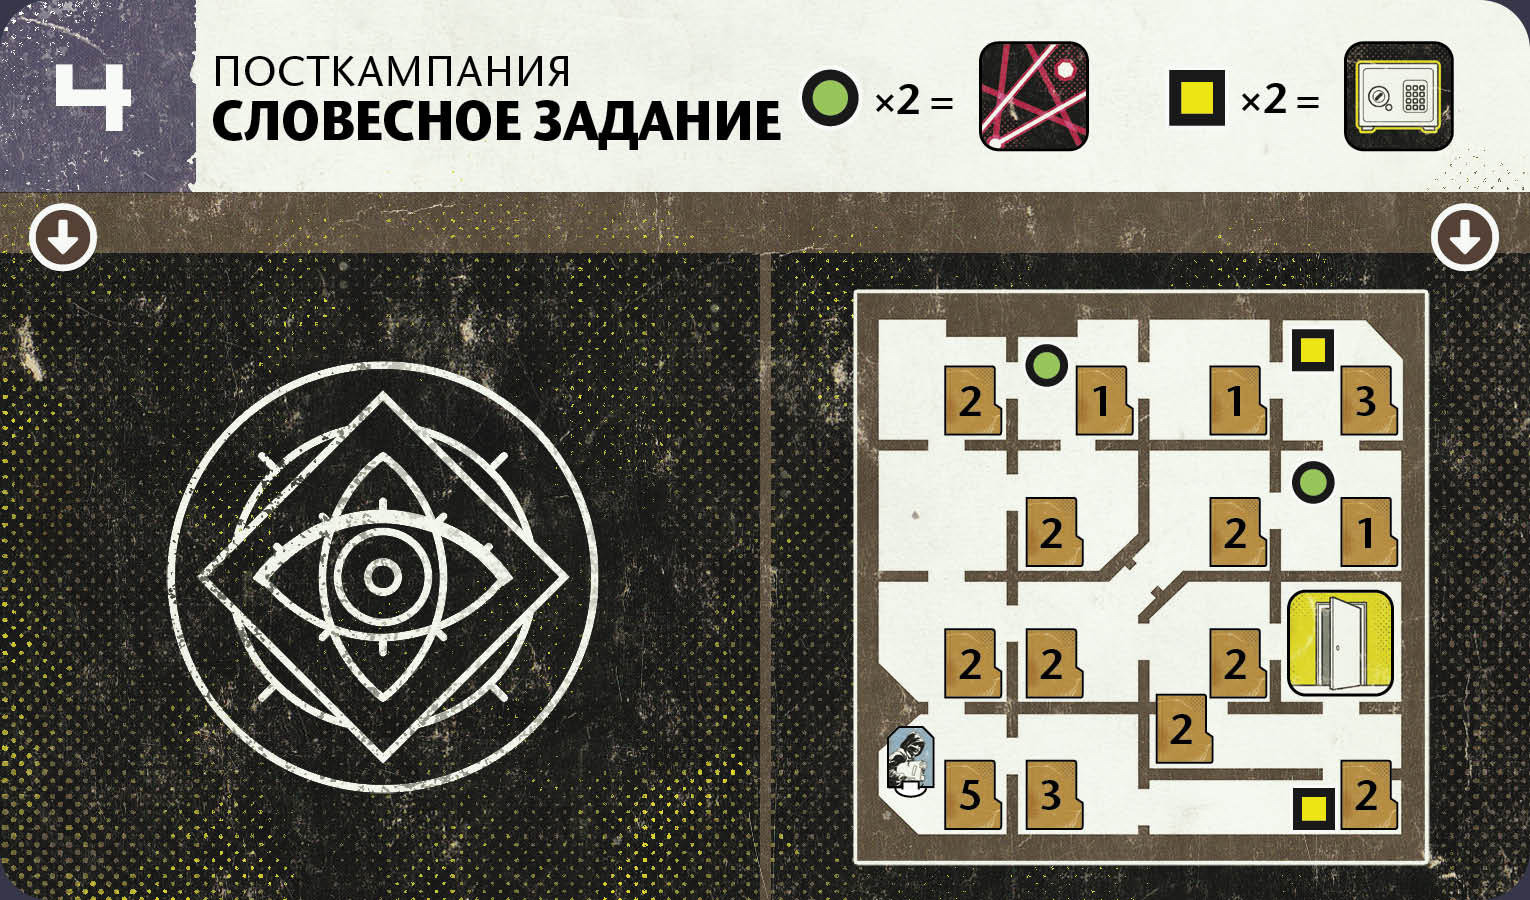 4
ПОСТКАМПАНИЯ
СЛОВЕСНОЕ ЗАДАНИЕ
×2 =
×2 =
2 1 1 3
2 2 1
2 2 2
2
5 3 2